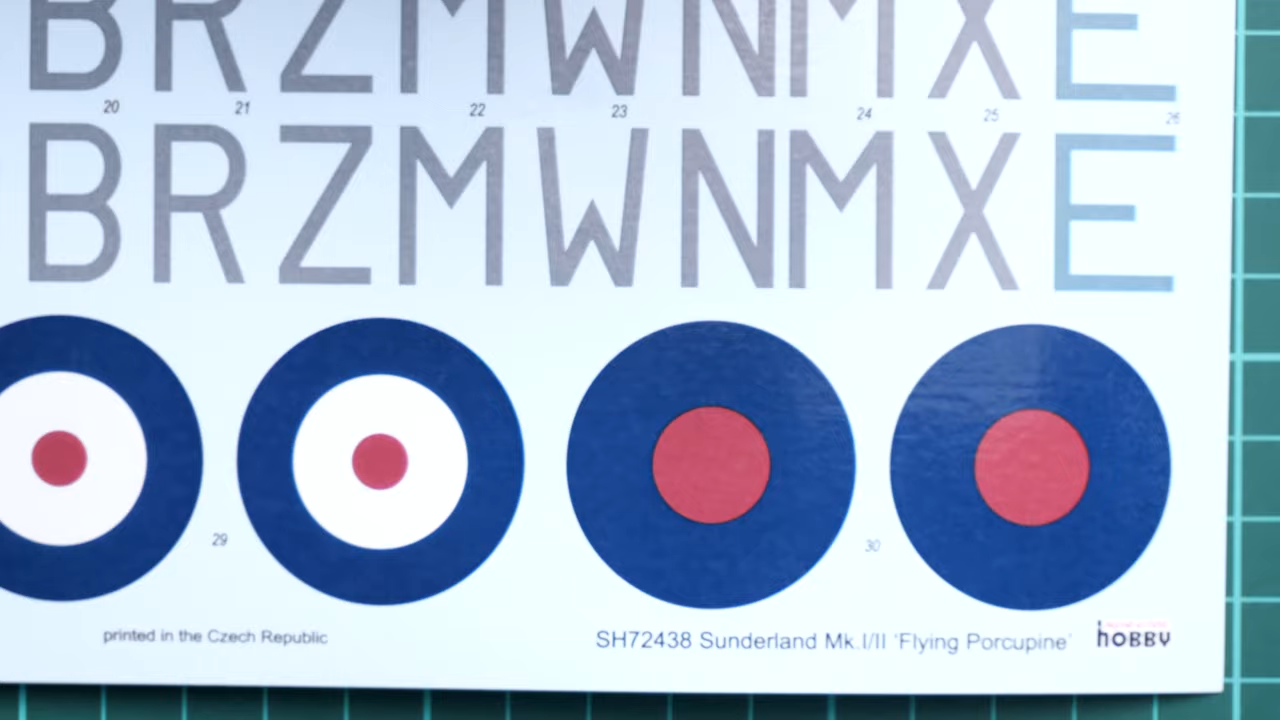 BRZMWNMXE
20 21 22 23 24 25 26
BRZMWNMXE
29 30
printed in the Czech Republic
SH72438 Sunderland Mk.I/II 'Flying Porcupine'
hOBBY